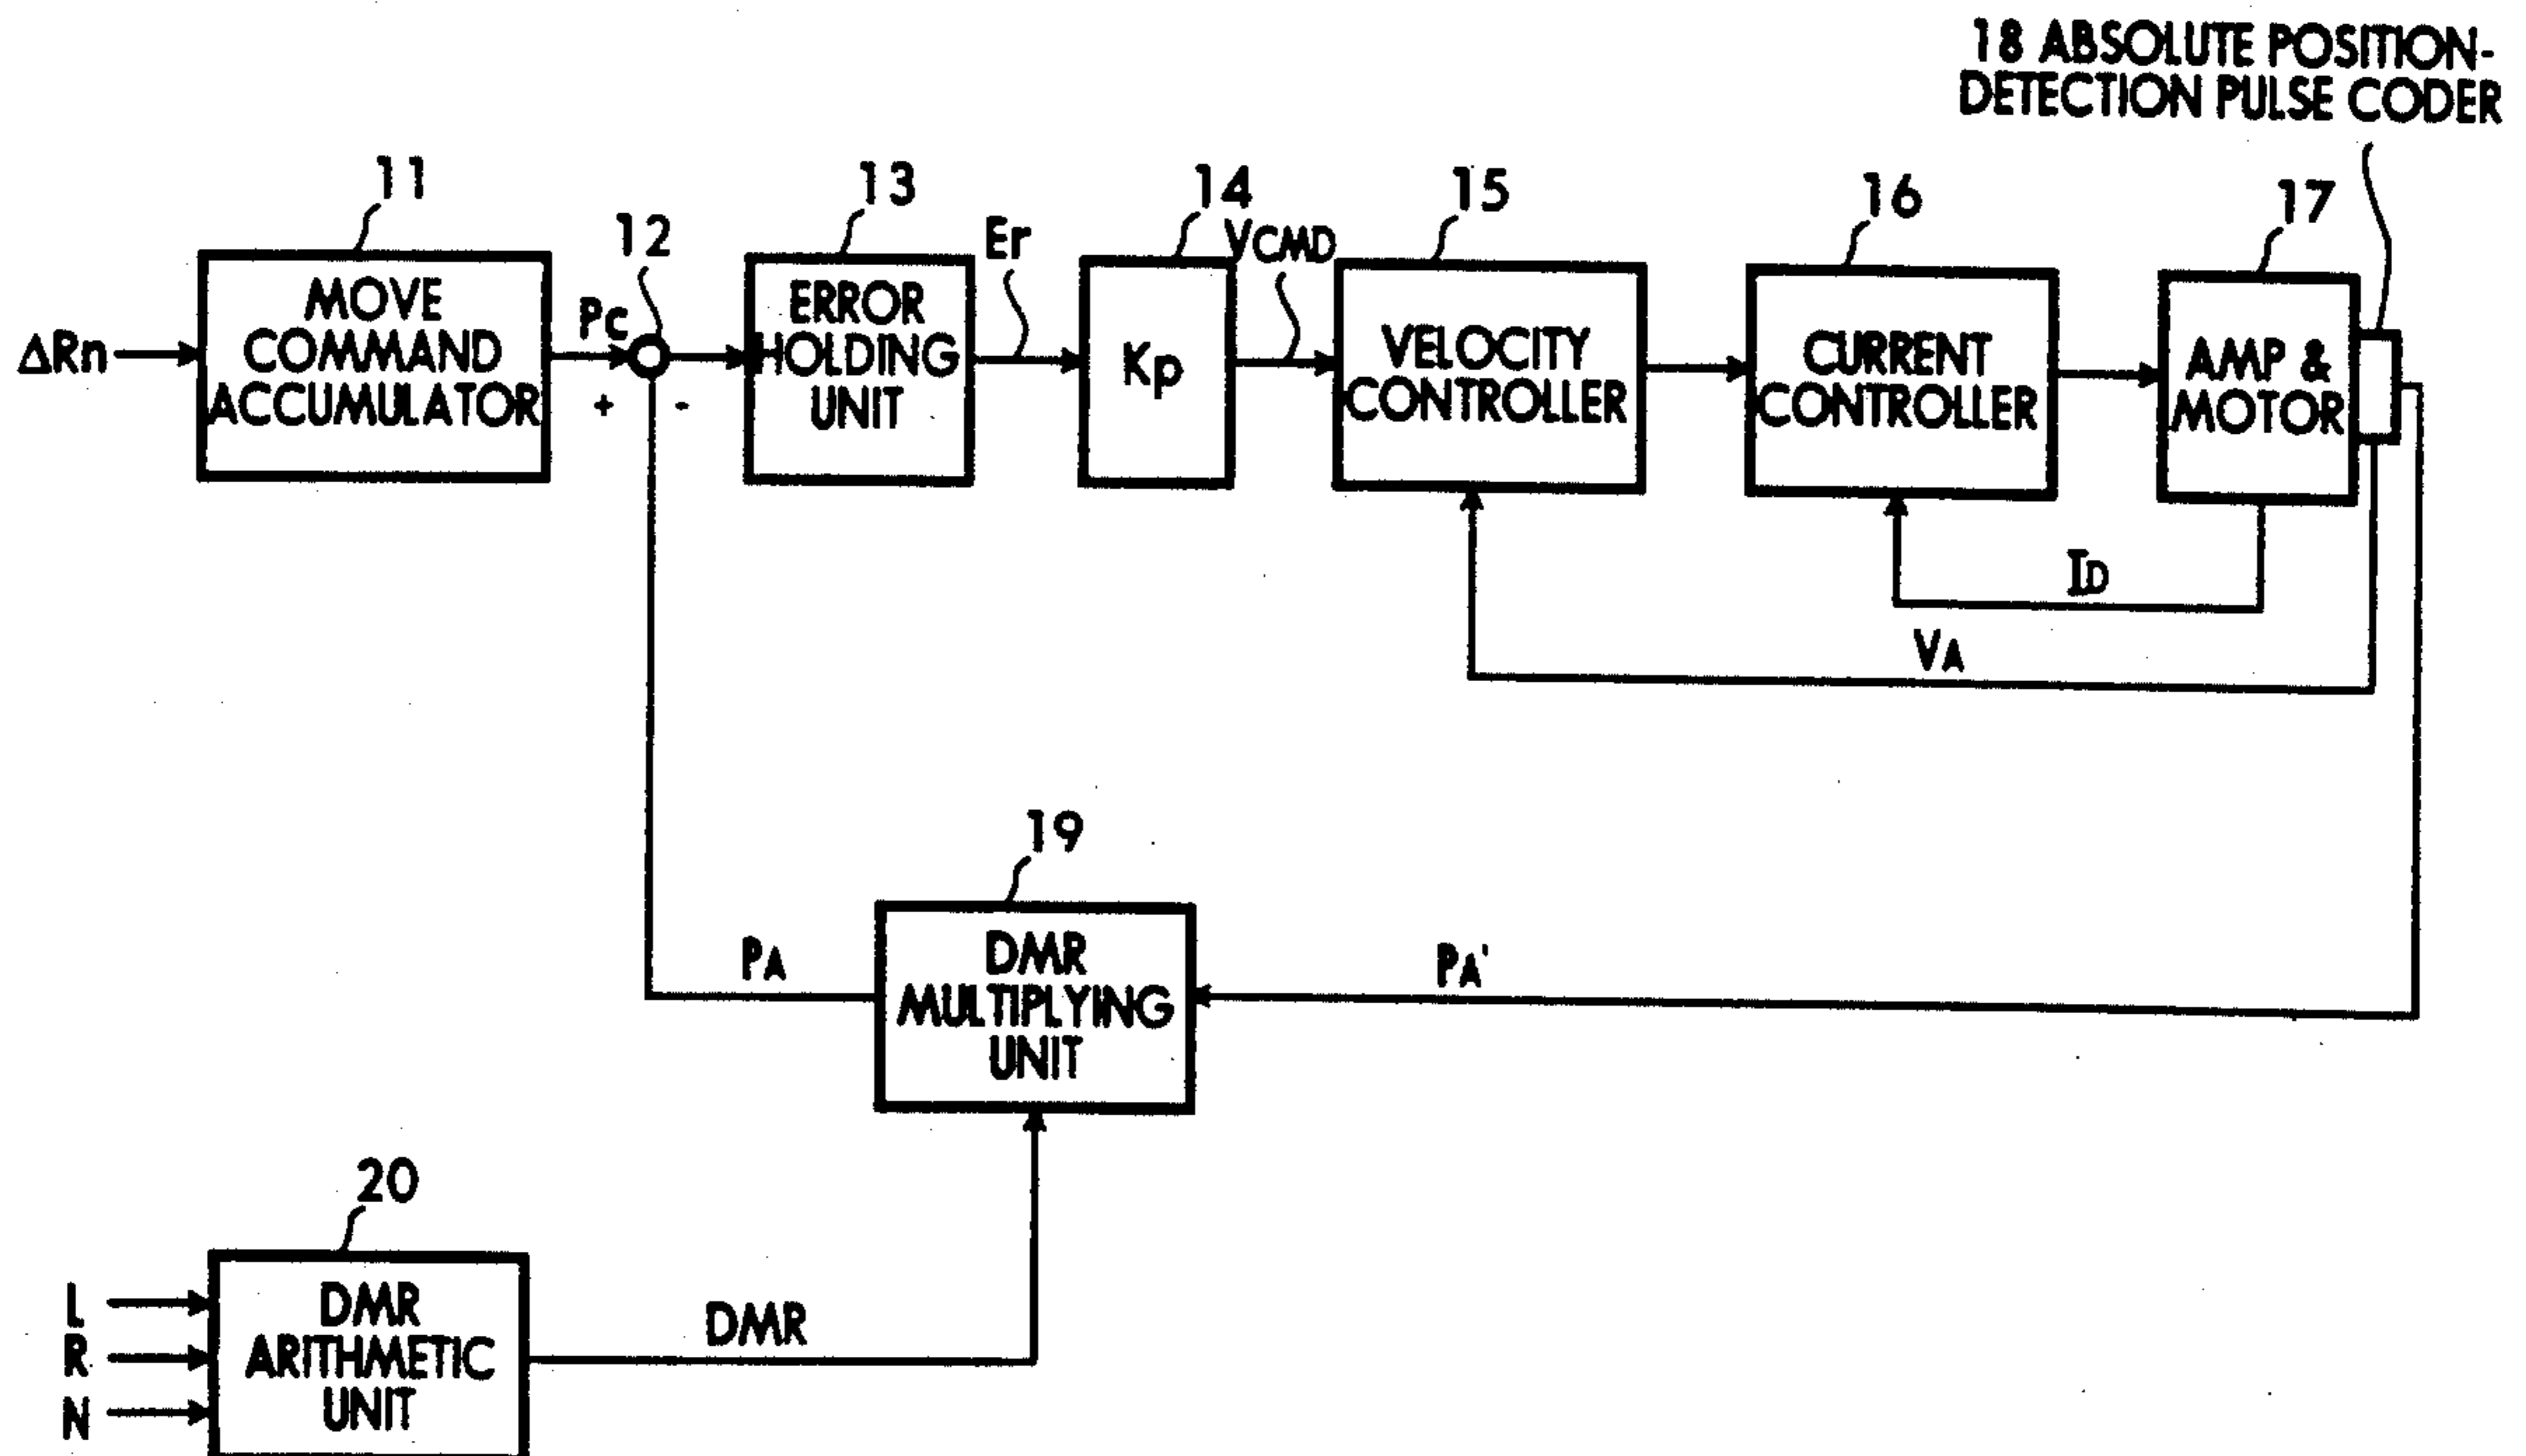 18 ABSOLUTE POSITION-
DETECTION PULSE CODER
11
12
13
14
15
16
17
ΔRn
MOVE
COMMAND
ACCUMULATOR
Pc
+
-
ERROR
HOLDING
UNIT
Er
Kp
VCMD
VELOCITY
CONTROLLER
CURRENT
CONTROLLER
AMP &
MOTOR
ID
VA
19
DMR
MULTIPLYING
UNIT
PA
PA'
20
L
R
N
DMR
ARITHMETIC
UNIT
DMR